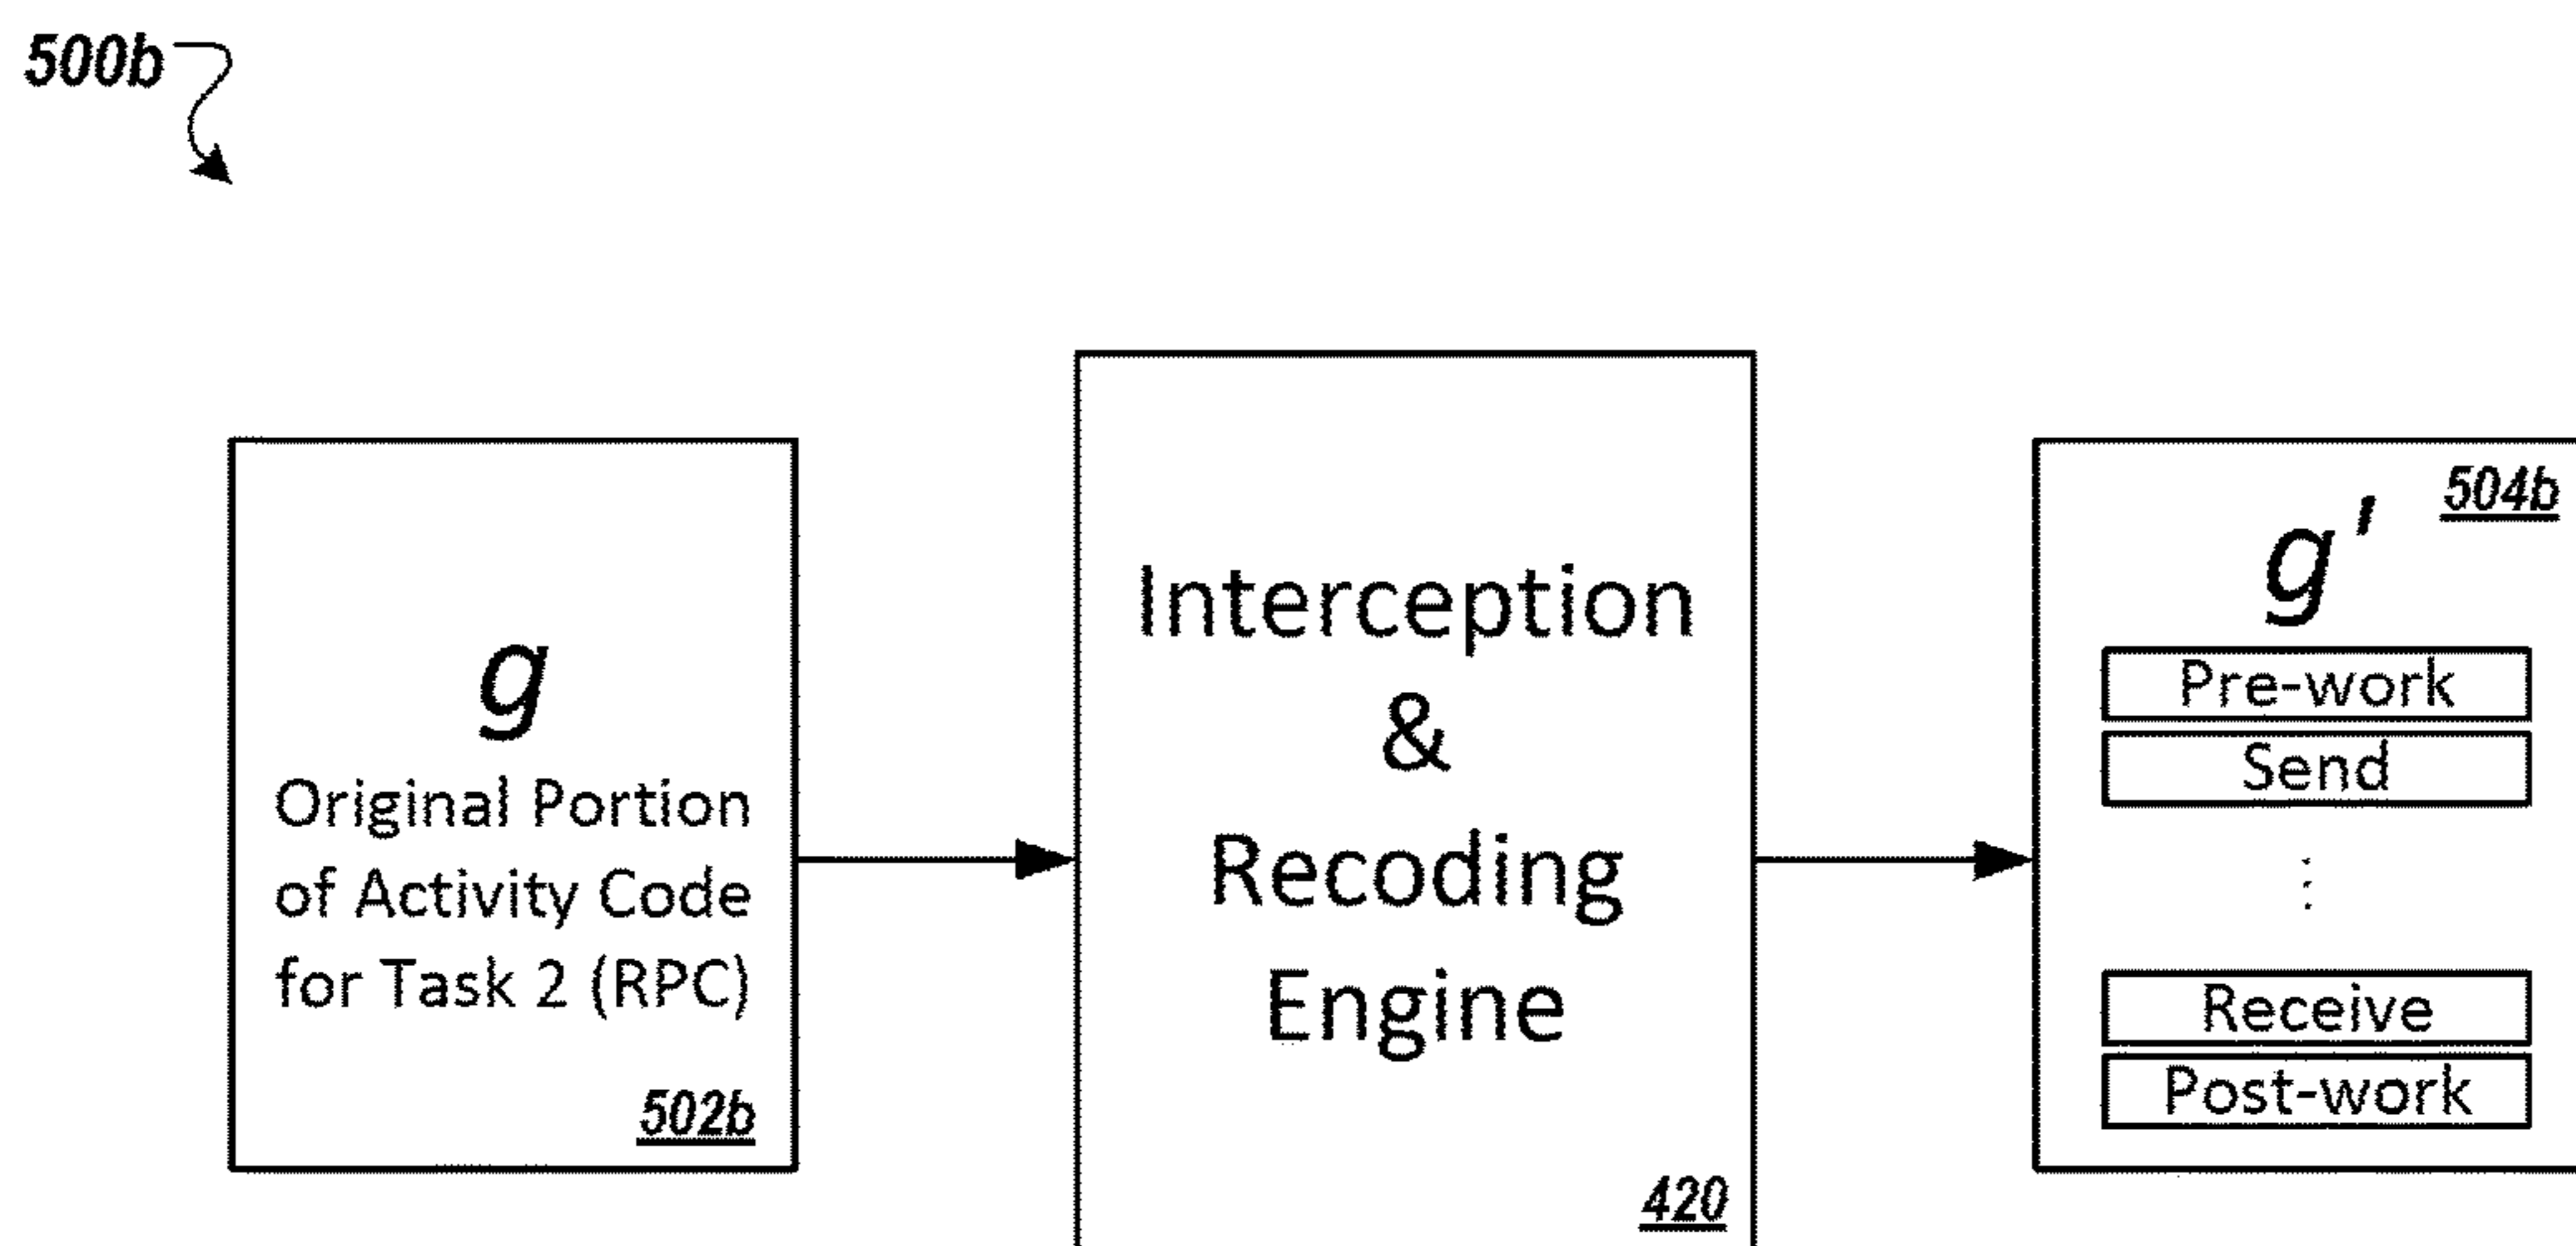 500b
g
Original Portion
of Activity Code
for Task 2 (RPC)
502b
Interception
&
Recoding
Engine
420
504b
g'
Pre-work
Send
⋮
Receive
Post-work